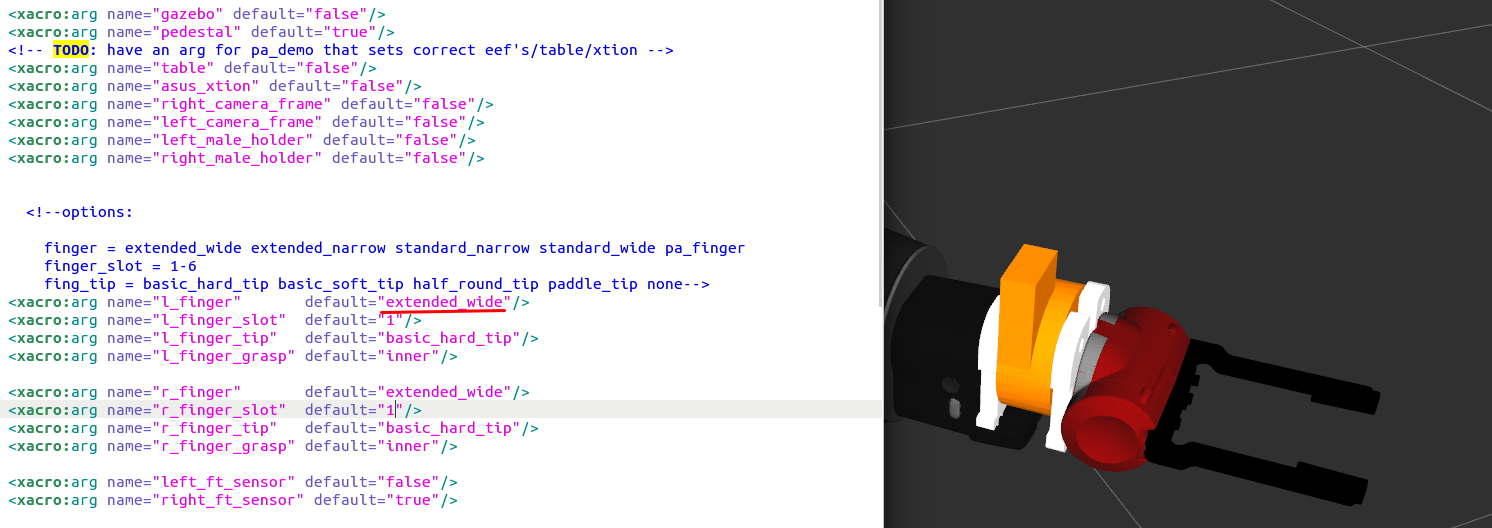 <xacro:arg name="gazebo" default="false"/>
<xacro:arg name="pedestal" default="true"/>
<!-- TODO: have an arg for pa_demo that sets correct eef's/table/xtion -->
<xacro:arg name="table" default="false"/>
<xacro:arg name="asus_xtion" default="false"/>
<xacro:arg name="right_camera_frame" default="false"/>
<xacro:arg name="left_camera_frame" default="false"/>
<xacro:arg name="left_male_holder" default="false"/>
<xacro:arg name="right_male_holder" default="false"/>
<!--options:
finger = extended_wide extended_narrow standard_narrow standard_wide pa_finger
finger_slot = 1-6
fing_tip = basic_hard_tip basic_soft_tip half_round_tip paddle_tip none-->
<xacro:arg name="l_finger" default="extended_wide"/>
<xacro:arg name="l_finger_slot" default="1"/>
<xacro:arg name="l_finger_tip" default="basic_hard_tip"/>
<xacro:arg name="l_finger_grasp" default="inner"/>
<xacro:arg name="r_finger" default="extended_wide"/>
<xacro:arg name="r_finger_slot" default="1"/>
<xacro:arg name="r_finger_tip" default="basic_hard_tip"/>
<xacro:arg name="r_finger_grasp" default="inner"/>
<xacro:arg name="left_ft_sensor" default="false"/>
<xacro:arg name="right_ft_sensor" default="true"/>